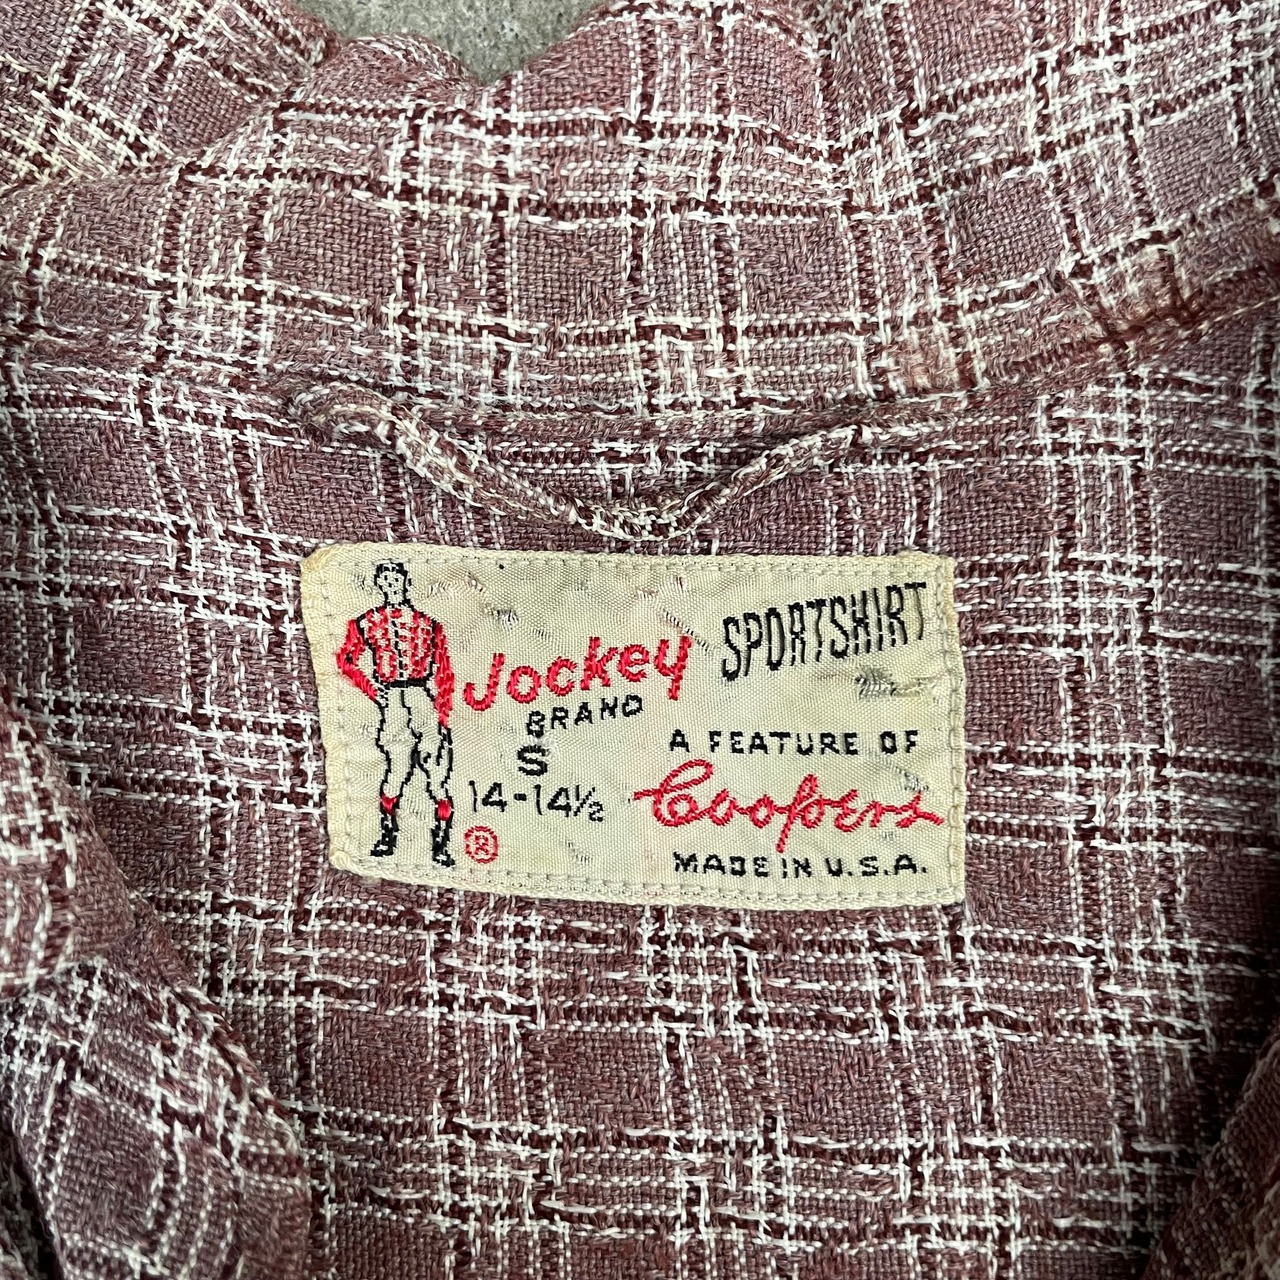 Jockey
BRAND
S
14-14½
®
SPORTSHIRT
A FEATURE OF
Coopers
MADE IN U.S.A.